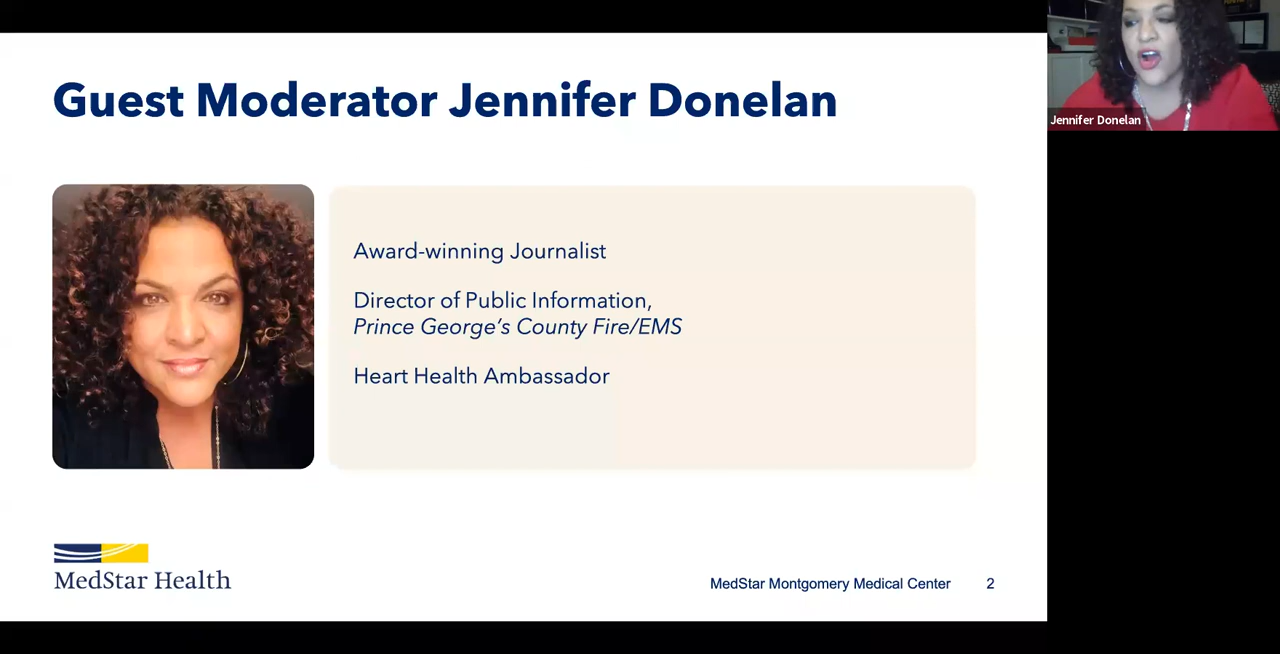 Guest Moderator Jennifer Donelan
Jennifer Donelan
Award-winning Journalist
Director of Public Information,
Prince George’s County Fire/EMS
Heart Health Ambassador
MedStar Health
MedStar Montgomery Medical Center 2